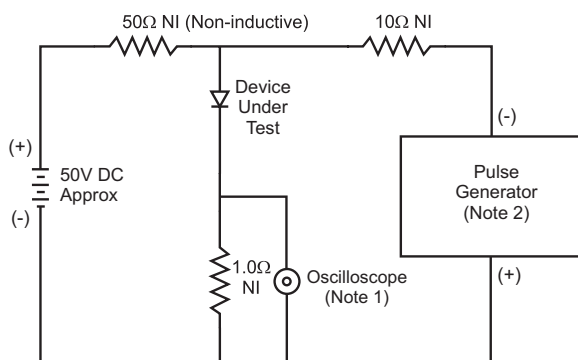 50Ω NI (Non-inductive)
10Ω NI
Device
Under
Test
(-)
(+)
50V DC
Approx
(-)
Pulse
Generator
(Note 2)
1.0Ω
NI
Oscilloscope
(Note 1)
(+)